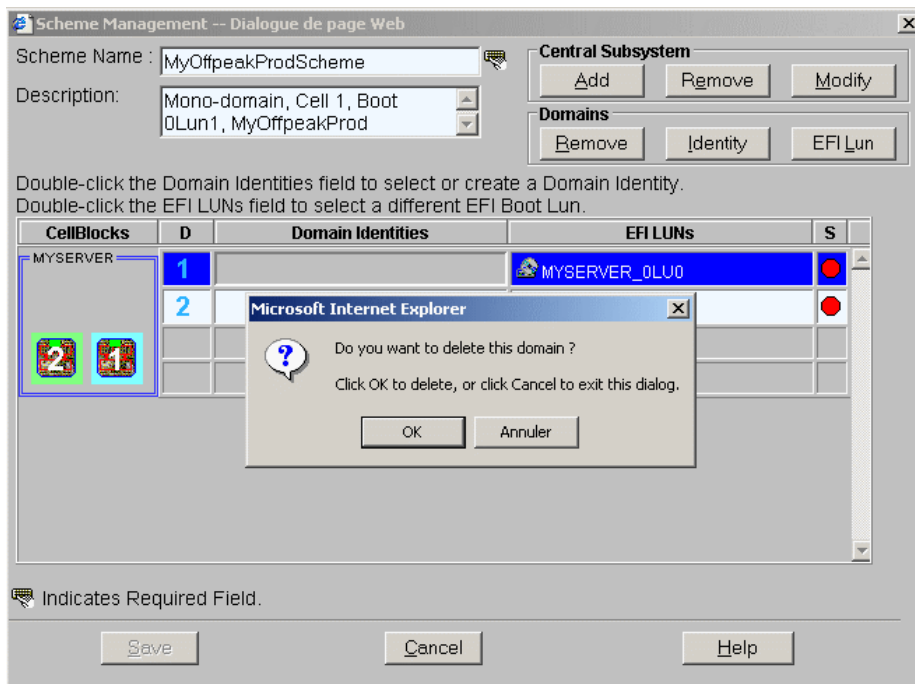 Scheme Management -- Dialogue de page Web
Scheme Name : MyOffpeakProdScheme
Description: Mono-domain, Cell 1, Boot
0Lun1, MyOffpeakProd
Central Subsystem
Add Remove Modify
Domains
Remove Identity EFI Lun
Double-click the Domain Identities field to select or create a Domain Identity.
Double-click the EFI LUNs field to select a different EFI Boot Lun.
CellBlocks D Domain Identities EFI LUNs S
MYSERVER
1 MYSERVER_0LU0
2
2 1
Microsoft Internet Explorer
Do you want to delete this domain ?
Click OK to delete, or click Cancel to exit this dialog.
OK Annuler
Indicates Required Field.
Save Cancel Help